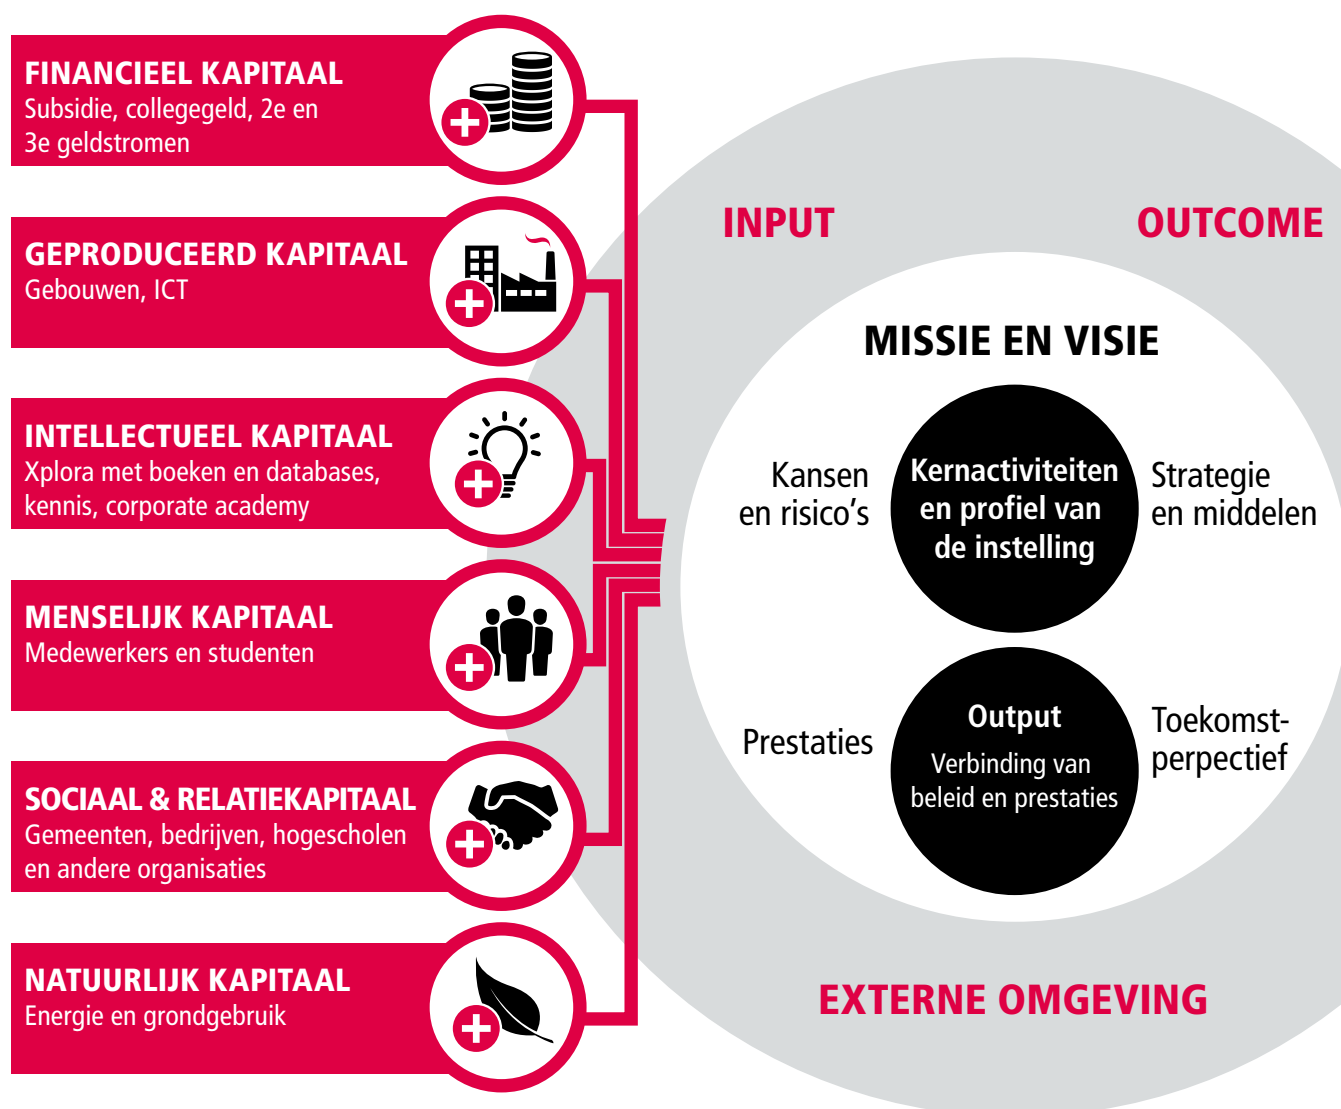 FINANCIEEL KAPITAAL
Subsidie, collegegeld, 2e en
3e geldstromen
GEPRODUCEERD KAPITAAL
Gebouwen, ICT
INTELLECTUEEL KAPITAAL
Xplora met boeken en databases,
kennis, corporate academy
MENSELIJK KAPITAAL
Medewerkers en studenten
SOCIAAL & RELATIEKAPITAAL
Gemeenten, bedrijven, hogescholen
en andere organisaties
NATUURLIJK KAPITAAL
Energie en grondgebruik
INPUT
OUTCOME
MISSIE EN VISIE
Kansen
en risico's
Kernactiviteiten
en profiel van
de instelling
Strategie
en middelen
Prestaties
Output
Verbinding van
beleid en prestaties
Toekomst-
perpectief
EXTERNE OMGEVING